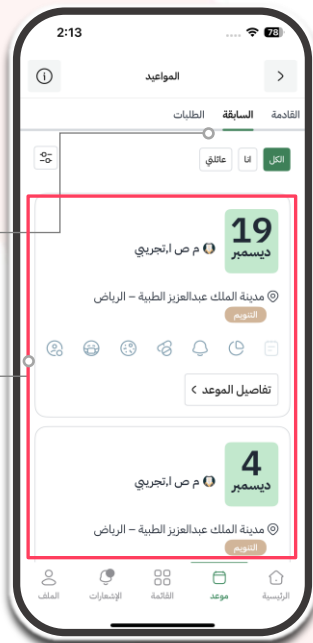 2:13 78
المواعيد
القادمة السابقة الطلبات
الكل انا عائلتي
19
ديسمبر
م ص ا,تجريبي
مدينة الملك عبدالعزيز الطبية – الرياض
التنويم
تفاصيل الموعد
4
ديسمبر
م ص ا,تجريبي
مدينة الملك عبدالعزيز الطبية – الرياض
التنويم
الرئيسية موعد القائمة الإشعارات الملف